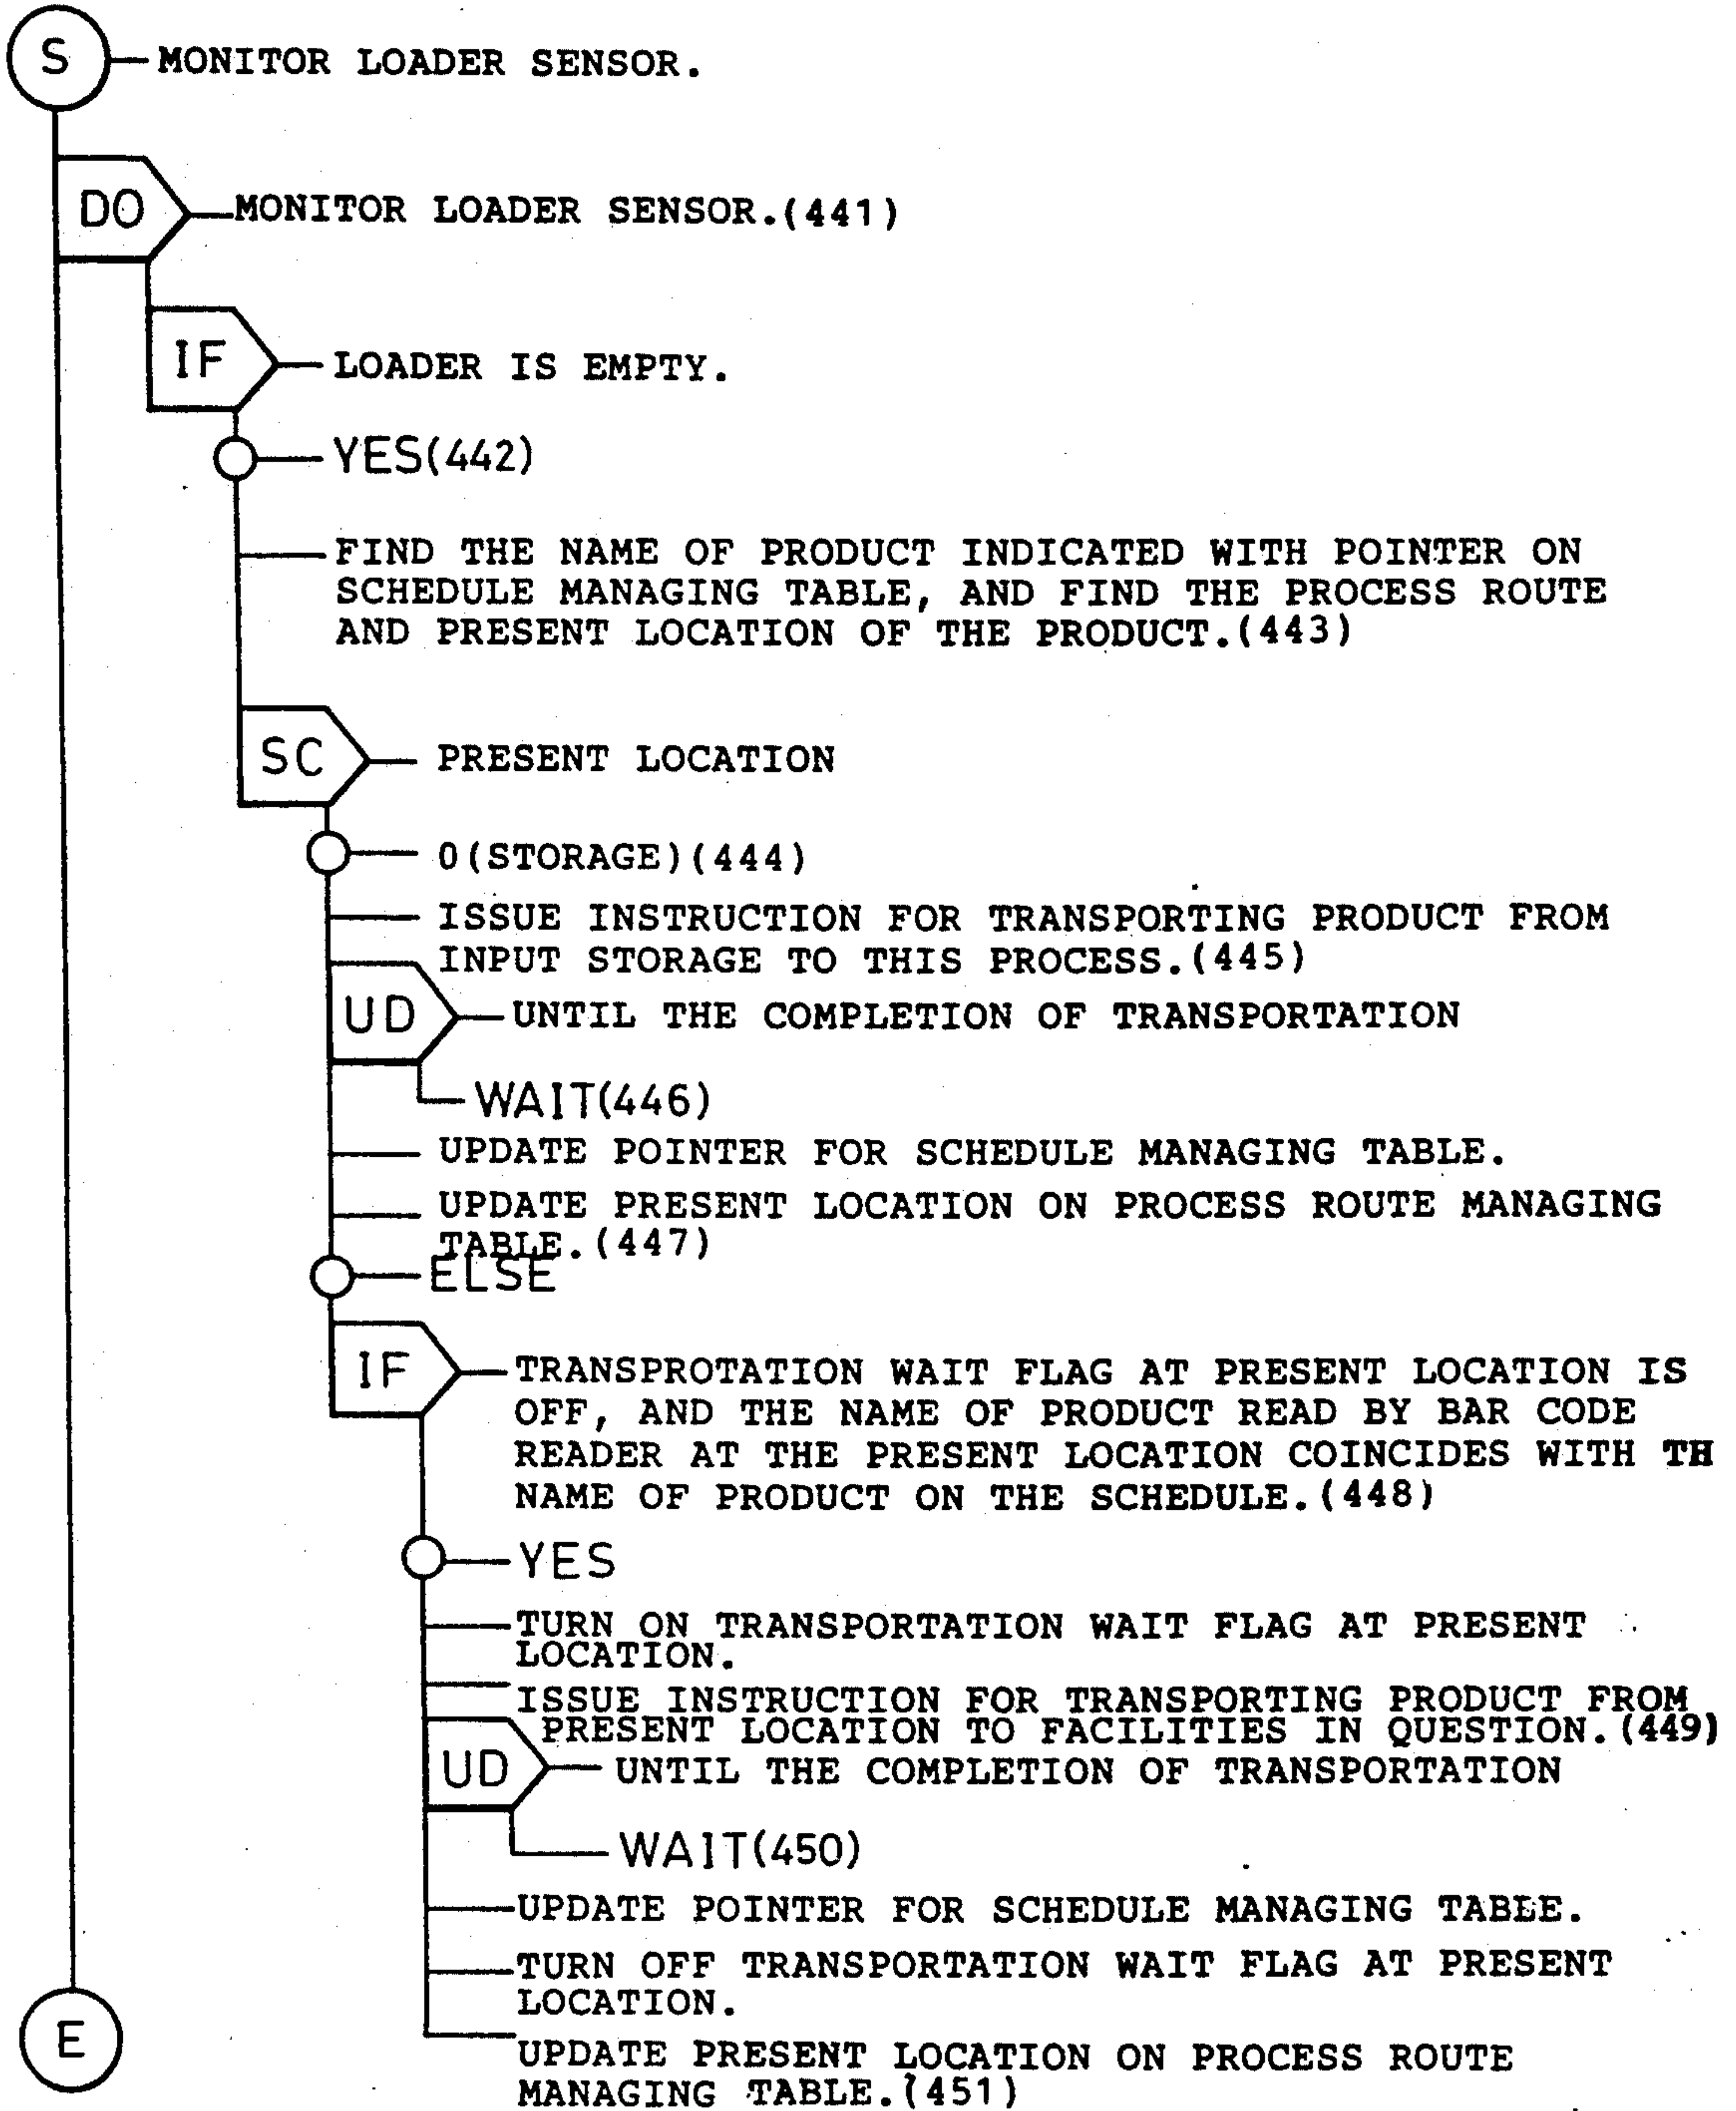 S MONITOR LOADER SENSOR.
DO MONITOR LOADER SENSOR.(441)
IF LOADER IS EMPTY.
YES(442)
FIND THE NAME OF PRODUCT INDICATED WITH POINTER ON
SCHEDULE MANAGING TABLE, AND FIND THE PROCESS ROUTE
AND PRESENT LOCATION OF THE PRODUCT.(443)
SC PRESENT LOCATION
0(STORAGE)(444)
ISSUE INSTRUCTION FOR TRANSPORTING PRODUCT FROM
INPUT STORAGE TO THIS PROCESS.(445)
UD UNTIL THE COMPLETION OF TRANSPORTATION
WAIT(446)
UPDATE POINTER FOR SCHEDULE MANAGING TABLE.
UPDATE PRESENT LOCATION ON PROCESS ROUTE MANAGING
TABLE.(447)
ELSE
IF TRANSPROTATION WAIT FLAG AT PRESENT LOCATION IS
OFF, AND THE NAME OF PRODUCT READ BY BAR CODE
READER AT THE PRESENT LOCATION COINCIDES WITH TH
NAME OF PRODUCT ON THE SCHEDULE.(448)
YES
TURN ON TRANSPORTATION WAIT FLAG AT PRESENT
LOCATION.
ISSUE INSTRUCTION FOR TRANSPORTING PRODUCT FROM
PRESENT LOCATION TO FACILITIES IN QUESTION.(449)
UD UNTIL THE COMPLETION OF TRANSPORTATION
WAIT(450)
UPDATE POINTER FOR SCHEDULE MANAGING TABLE.
TURN OFF TRANSPORTATION WAIT FLAG AT PRESENT
LOCATION.
UPDATE PRESENT LOCATION ON PROCESS ROUTE
MANAGING TABLE.(451)
E